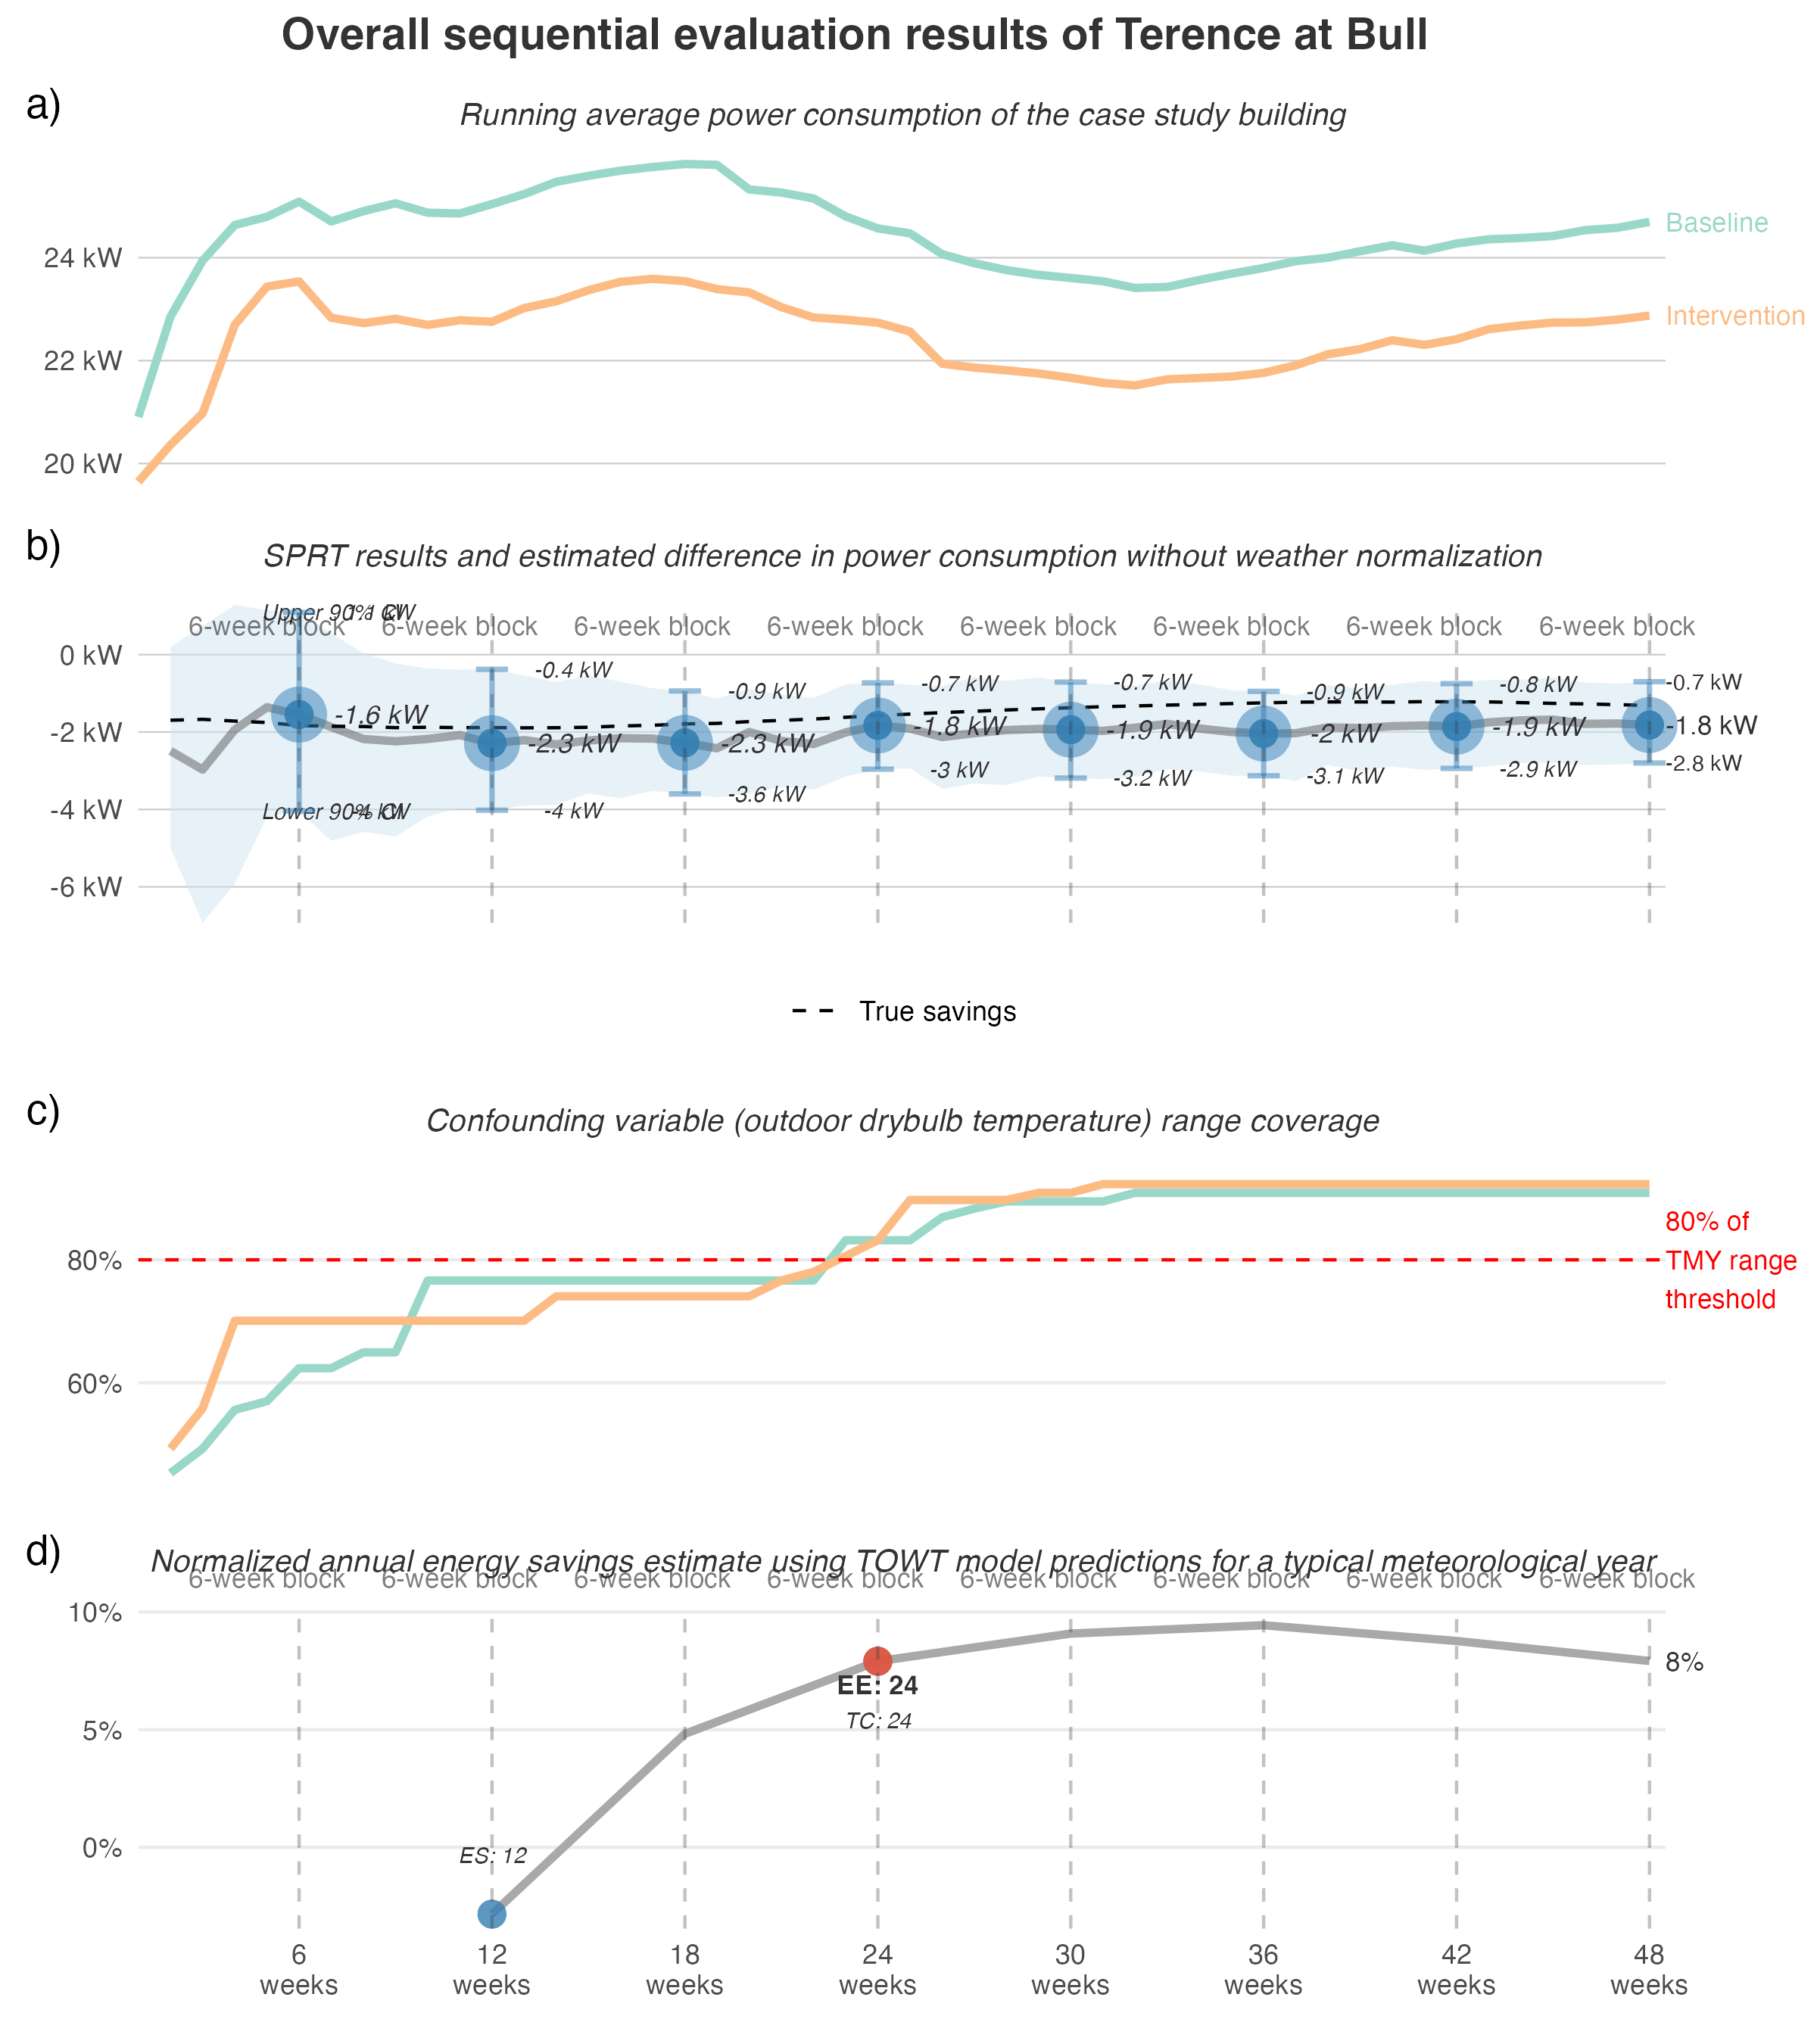 Overall sequential evaluation results of Terence at Bull
a)
Running average power consumption of the case study building
24 kW
22 kW
20 kW
Baseline
Intervention
b)
SPRT results and estimated difference in power consumption without weather normalization
Upper 90% CI 1.1 kW
6-week block 6-week block 6-week block 6-week block 6-week block 6-week block 6-week block 6-week block
0 kW
-0.4 kW -0.9 kW -0.7 kW -0.7 kW -0.9 kW -0.8 kW -0.7 kW
-2 kW
-1.6 kW -2.3 kW -2.3 kW -1.8 kW -1.9 kW -2 kW -1.9 kW -1.8 kW
-4 kW
Lower 90% CI -4 kW -4 kW -3.6 kW -3 kW -3.2 kW -3.1 kW -2.9 kW -2.8 kW
-6 kW
True savings
c)
Confounding variable (outdoor drybulb temperature) range coverage
80%
60%
80% of
TMY range
threshold
d)
Normalized annual energy savings estimate using TOWT model predictions for a typical meteorological year
6-week block 6-week block 6-week block 6-week block 6-week block 6-week block 6-week block 6-week block
10%
5%
0%
8%
EE: 24
TC: 24
ES: 12
6 12 18 24 30 36 42 48
weeks weeks weeks weeks weeks weeks weeks weeks